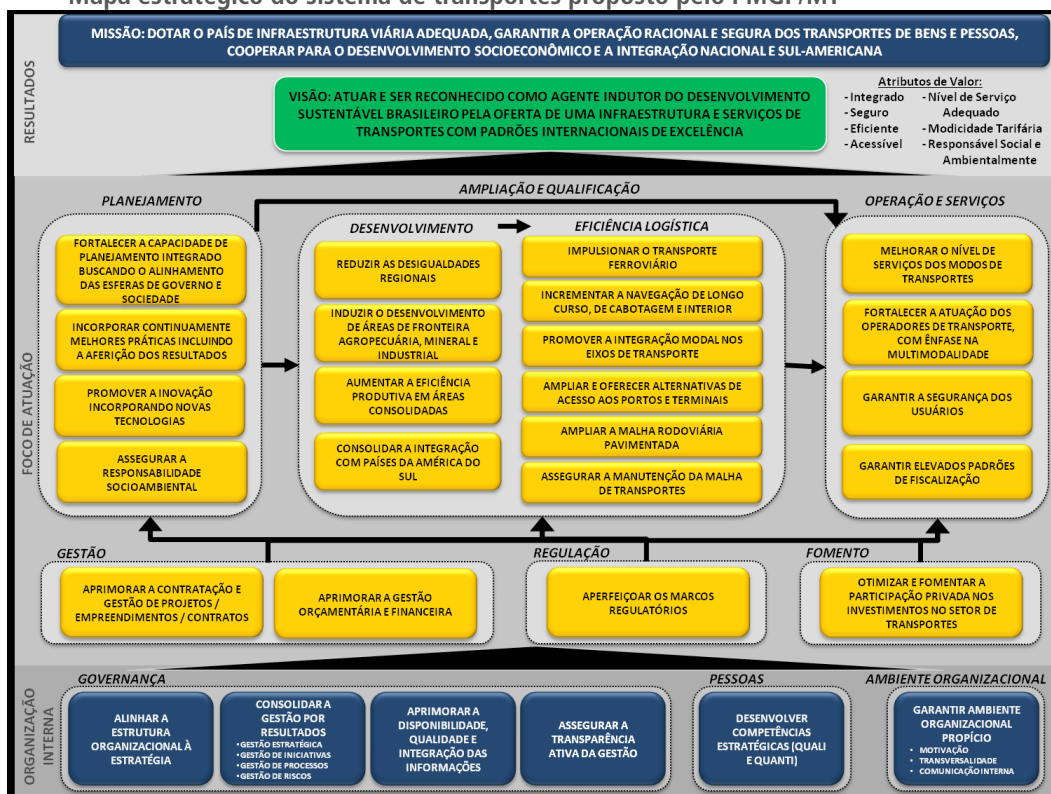 Mapa estratégico do sistema de transportes proposto pelo PMGP/MT
RESULTADOS
MISSÃO: DOTAR O PAÍS DE INFRAESTRUTURA VIÁRIA ADEQUADA, GARANTIR A OPERAÇÃO RACIONAL E SEGURA DOS TRANSPORTES DE BENS E PESSOAS,
COOPERAR PARA O DESENVOLVIMENTO SOCIOECONÔMICO E A INTEGRAÇÃO NACIONAL E SUL-AMERICANA
VISÃO: ATUAR E SER RECONHECIDO COMO AGENTE INDUTOR DO DESENVOLVIMENTO
SUSTENTÁVEL BRASILEIRO PELA OFERTA DE UMA INFRAESTRUTURA E SERVIÇOS DE
TRANSPORTES COM PADRÕES INTERNACIONAIS DE EXCELÊNCIA
Atributos de Valor:
- Integrado
- Seguro
- Eficiente
- Acessível
- Nível de Serviço
Adequado
- Modicidade Tarifária
- Responsável Social e
Ambientalmente
FOCO DE ATUAÇÃO
PLANEJAMENTO
FORTALECER A CAPACIDADE DE
PLANEJAMENTO INTEGRADO
BUSCANDO O ALINHAMENTO
DAS ESFERAS DE GOVERNO E
SOCIEDADE
INCORPORAR CONTINUAMENTE
MELHORES PRÁTICAS INCLUINDO
A AFERIÇÃO DOS RESULTADOS
PROMOVER A INOVAÇÃO
INCORPORANDO NOVAS
TECNOLOGIAS
ASSEGURAR A
RESPONSABILIDADE
SOCIOAMBIENTAL
AMPLIAÇÃO E QUALIFICAÇÃO
DESENVOLVIMENTO
REDUZIR AS DESIGUALDADES
REGIONAIS
INDUZIR O DESENVOLVIMENTO
DE ÁREAS DE FRONTEIRA
AGROPECUÁRIA, MINERAL E
INDUSTRIAL
AUMENTAR A EFICIÊNCIA
PRODUTIVA EM ÁREAS
CONSOLIDADAS
CONSOLIDAR A INTEGRAÇÃO
COM PAÍSES DA AMÉRICA DO
SUL
EFICIÊNCIA LOGÍSTICA
IMPULSIONAR O TRANSPORTE
FERROVIÁRIO
INCREMENTAR A NAVEGAÇÃO DE LONGO
CURSO, DE CABOTAGEM E INTERIOR
PROMOVER A INTEGRAÇÃO MODAL NOS
EIXOS DE TRANSPORTE
AMPLIAR E OFERECER ALTERNATIVAS DE
ACESSO AOS PORTOS E TERMINAIS
AMPLIAR A MALHA RODOVIÁRIA
PAVIMENTADA
ASSEGURAR A MANUTENÇÃO DA MALHA
DE TRANSPORTES
OPERAÇÃO E SERVIÇOS
MELHORAR O NÍVEL DE
SERVIÇOS DOS MODOS DE
TRANSPORTES
FORTALECER A ATUAÇÃO DOS
OPERADORES DE TRANSPORTE,
COM ÊNFASE NA
MULTIMODALIDADE
GARANTIR A SEGURANÇA DOS
USUÁRIOS
GARANTIR ELEVADOS PADRÕES
DE FISCALIZAÇÃO
GESTÃO
APRIMORAR A CONTRATAÇÃO E
GESTÃO DE PROJETOS /
EMPREENDIMENTOS / CONTRATOS
APRIMORAR A GESTÃO
ORÇAMENTÁRIA E FINANCEIRA
REGULAÇÃO
APERFEIÇOAR OS MARCOS
REGULATÓRIOS
FOMENTO
OTIMIZAR E FOMENTAR A
PARTICIPAÇÃO PRIVADA NOS
INVESTIMENTOS NO SETOR DE
TRANSPORTES
ORGANIZAÇÃO
INTERNA
GOVERNANÇA
ALINHAR A
ESTRUTURA
ORGANIZACIONAL À
ESTRATÉGIA
CONSOLIDAR A
GESTÃO POR
RESULTADOS
• GESTÃO ESTRATÉGICA
• GESTÃO DE INICIATIVAS
• GESTÃO DE PROCESSOS
• GESTÃO DE RISCOS
APRIMORAR A
DISPONIBILIDADE,
QUALIDADE E
INTEGRAÇÃO DAS
INFORMAÇÕES
ASSEGURAR A
TRANSPARÊNCIA
ATIVA DA GESTÃO
PESSOAS
DESENVOLVER
COMPETÊNCIAS
ESTRATÉGICAS (QUALI
E QUANTI)
AMBIENTE ORGANIZACIONAL
GARANTIR AMBIENTE
ORGANIZACIONAL
PROPÍCIO
• MOTIVAÇÃO
• TRANSVERSALIDADE
• COMUNICAÇÃO INTERNA